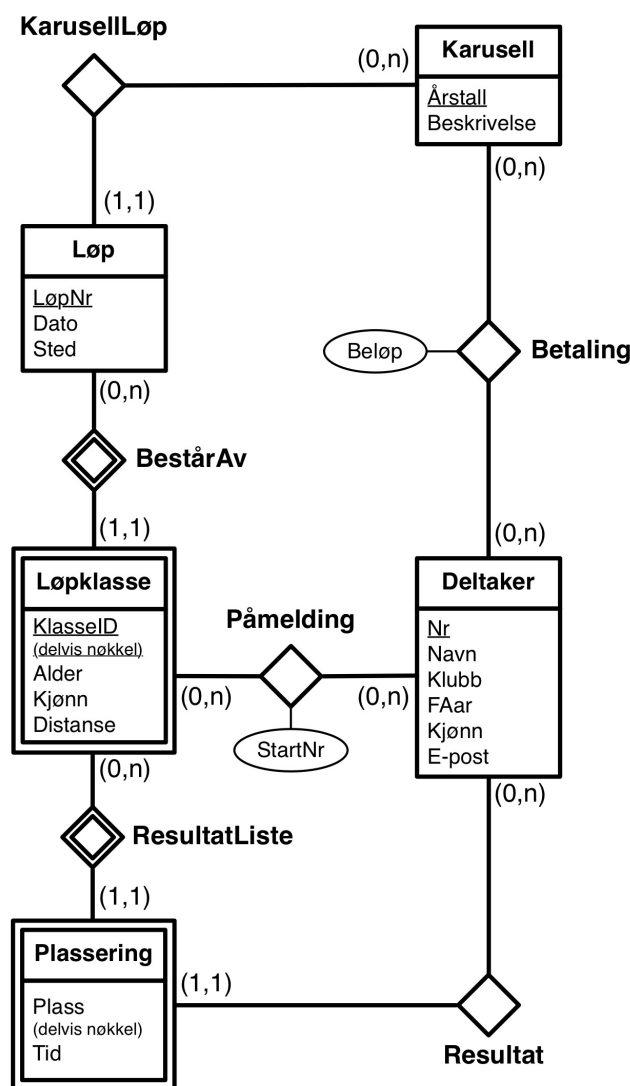 KarusellLøp
(0,n)
Karusell
Årstall
Beskrivelse
(0,n)
(1,1)
Løp
LøpNr
Dato
Sted
(0,n)
Beløp
Betaling
BestårAv
(1,1)
(0,n)
Løpklasse
KlasseID
(delvis nøkkel)
Alder
Kjønn
Distanse
(0,n)
Påmelding
(0,n)
(0,n)
StartNr
Deltaker
Nr
Navn
Klubb
FAar
Kjønn
E-post
(0,n)
ResultatListe
(1,1)
Plassering
Plass
(delvis nøkkel)
Tid
(1,1)
Resultat